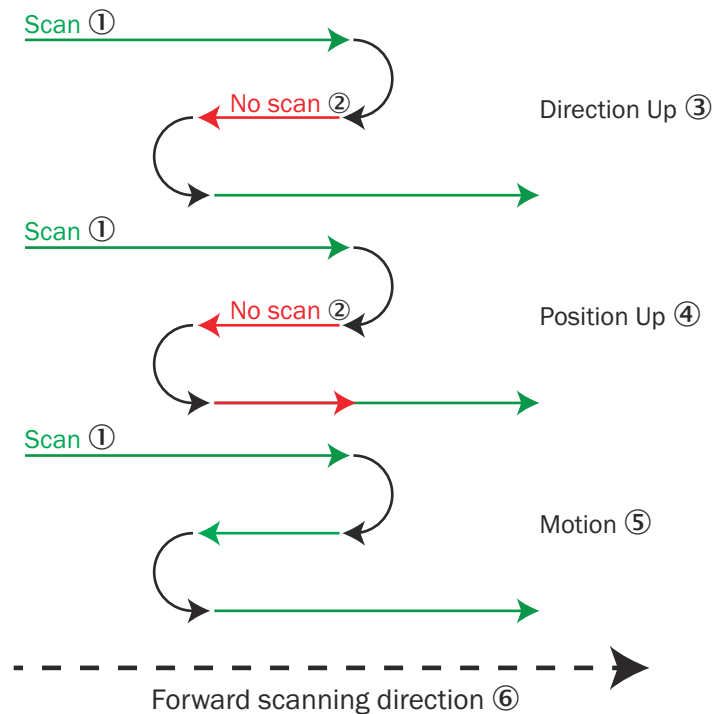 Scan ①
No scan ②
Direction Up ③
Scan ①
No scan ②
Position Up ④
Scan ①
Motion ⑤
Forward scanning direction ⑥